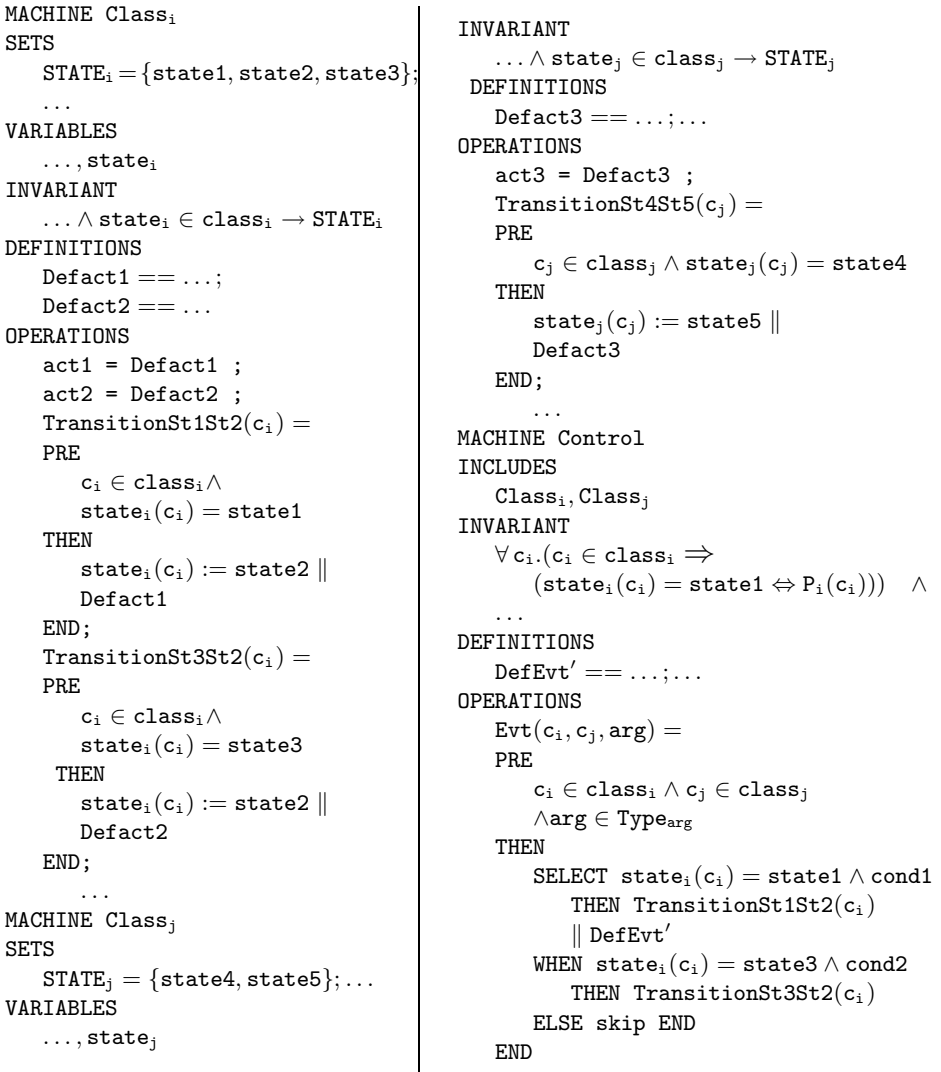 MACHINE Classᵢ
SETS
STATEᵢ = {state1, state2, state3};
...
VARIABLES
..., stateᵢ
INVARIANT
... ∧ stateᵢ ∈ classᵢ → STATEᵢ
DEFINITIONS
Defact1 == ...;
Defact2 == ...
OPERATIONS
act1 = Defact1 ;
act2 = Defact2 ;
TransitionSt1St2(cᵢ) =
PRE
cᵢ ∈ classᵢ∧
stateᵢ(cᵢ) = state1
THEN
stateᵢ(cᵢ) := state2 ∥
Defact1
END;
TransitionSt3St2(cᵢ) =
PRE
cᵢ ∈ classᵢ∧
stateᵢ(cᵢ) = state3
THEN
stateᵢ(cᵢ) := state2 ∥
Defact2
END;
...
MACHINE Classⱼ
SETS
STATEⱼ = {state4, state5}; ...
VARIABLES
..., stateⱼ
INVARIANT
... ∧ stateⱼ ∈ classⱼ → STATEⱼ
DEFINITIONS
Defact3 == ...; ...
OPERATIONS
act3 = Defact3 ;
TransitionSt4St5(cⱼ) =
PRE
cⱼ ∈ classⱼ ∧ stateⱼ(cⱼ) = state4
THEN
stateⱼ(cⱼ) := state5 ∥
Defact3
END;
...
MACHINE Control
INCLUDES
Classᵢ, Classⱼ
INVARIANT
∀ cᵢ.(cᵢ ∈ classᵢ ⇒
(stateᵢ(cᵢ) = state1 ⇔ Pᵢ(cᵢ))) ∧
...
DEFINITIONS
DefEvt′ == ...; ...
OPERATIONS
Evt(cᵢ, cⱼ, arg) =
PRE
cᵢ ∈ classᵢ ∧ cⱼ ∈ classⱼ
∧arg ∈ Type_arg
THEN
SELECT stateᵢ(cᵢ) = state1 ∧ cond1
THEN TransitionSt1St2(cᵢ)
∥ DefEvt′
WHEN stateᵢ(cᵢ) = state3 ∧ cond2
THEN TransitionSt3St2(cᵢ)
ELSE skip END
END